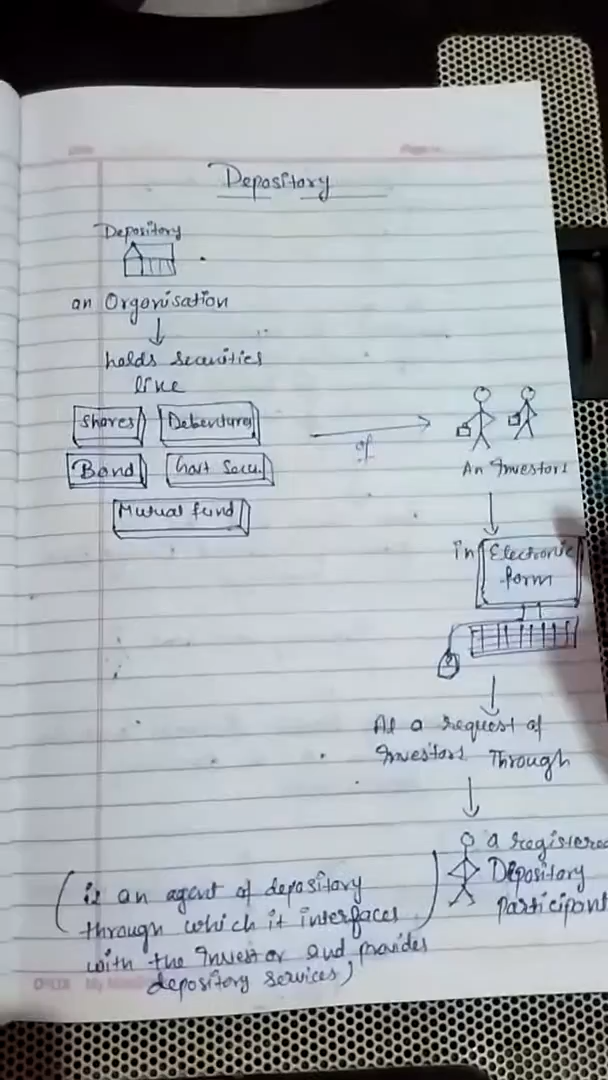 Depository
Depository
an Organisation
holds securities
like
Shares Debentures
Bond Govt Secu.
Mutual fund
of
An Investors
in Electronic
form
At a request of
Investors Through
a registered
Depository
participant
(is an agent of depository
through which it interfaces
with the Investor and provides
depository services)